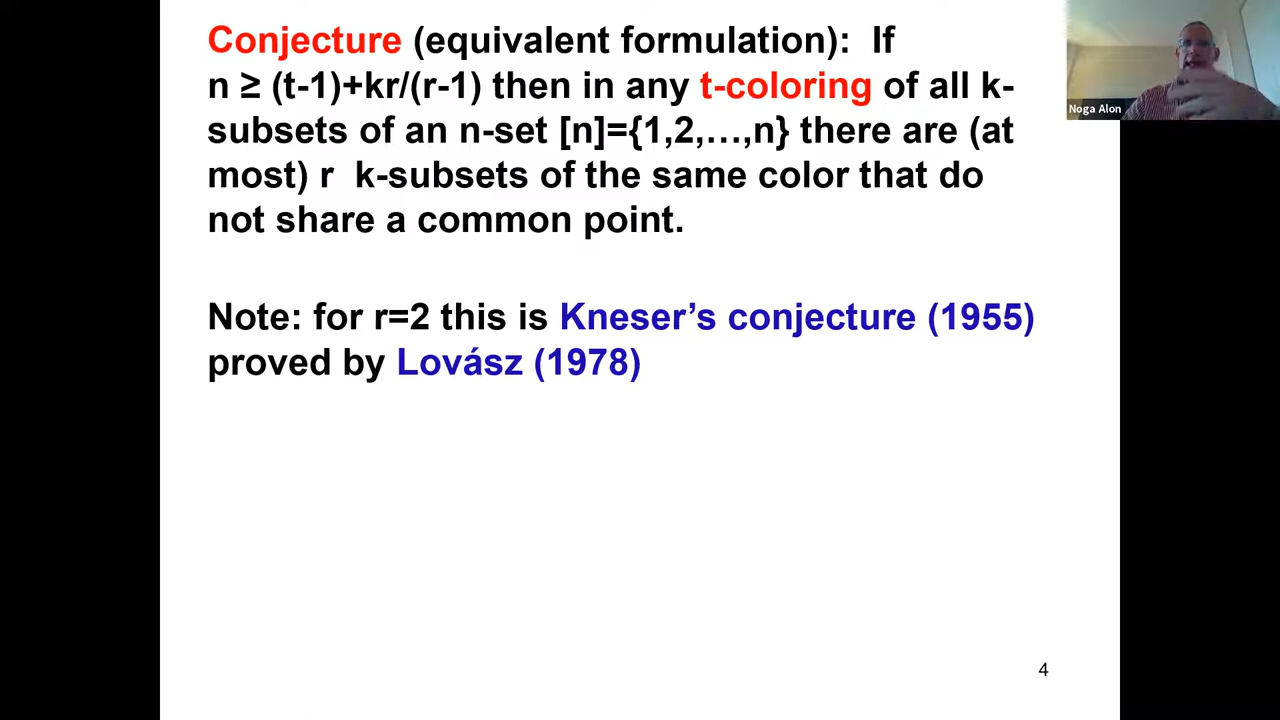 Conjecture (equivalent formulation): If
n ≥ (t-1)+kr/(r-1) then in any t-coloring of all k-
subsets of an n-set [n]={1,2,…,n} there are (at
most) r k-subsets of the same color that do
not share a common point.
Note: for r=2 this is Kneser’s conjecture (1955)
proved by Lovász (1978)
4
Noga Alon